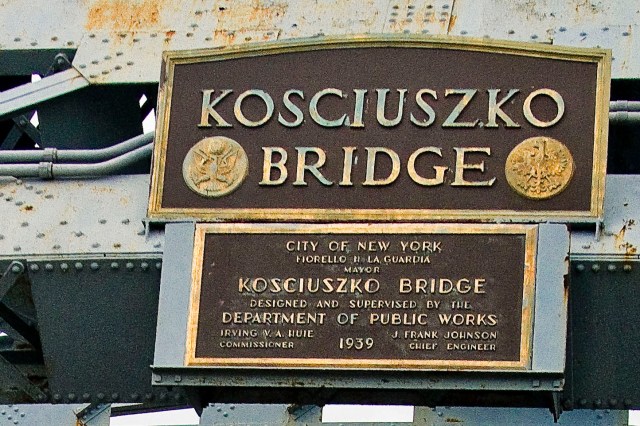 KOSCIUSZKO
BRIDGE
CITY OF NEW YORK
FIORELLO H. LA GUARDIA
MAYOR
KOSCIUSZKO BRIDGE
DESIGNED AND SUPERVISED BY THE
DEPARTMENT OF PUBLIC WORKS
IRVING V. A. HUIE J. FRANK JOHNSON
COMMISSIONER 1939 CHIEF ENGINEER